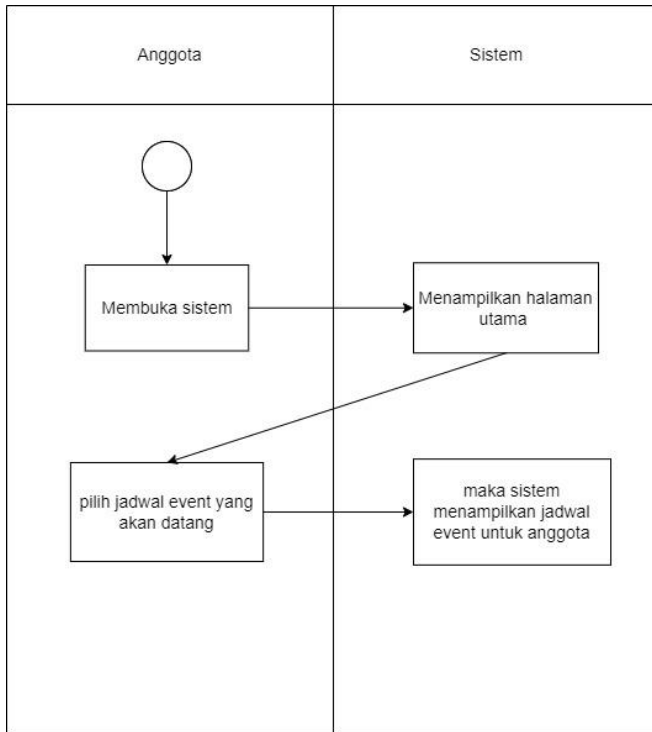 Anggota
Sistem
Membuka sistem
Menampilkan halaman
utama
pilih jadwal event yang
akan datang
maka sistem
menampilkan jadwal
event untuk anggota